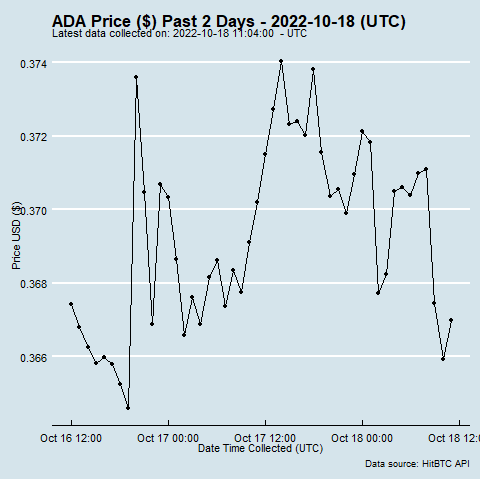 ADA Price ($) Past 2 Days - 2022-10-18 (UTC)
Latest data collected on: 2022-10-18 11:04:00 - UTC
0.374
0.372
0.370
0.368
0.366
Price USD ($)
Oct 16 12:00
Oct 17 00:00
Oct 17 12:00
Oct 18 00:00
Oct 18 12:0
Date Time Collected (UTC)
Data source: HitBTC API